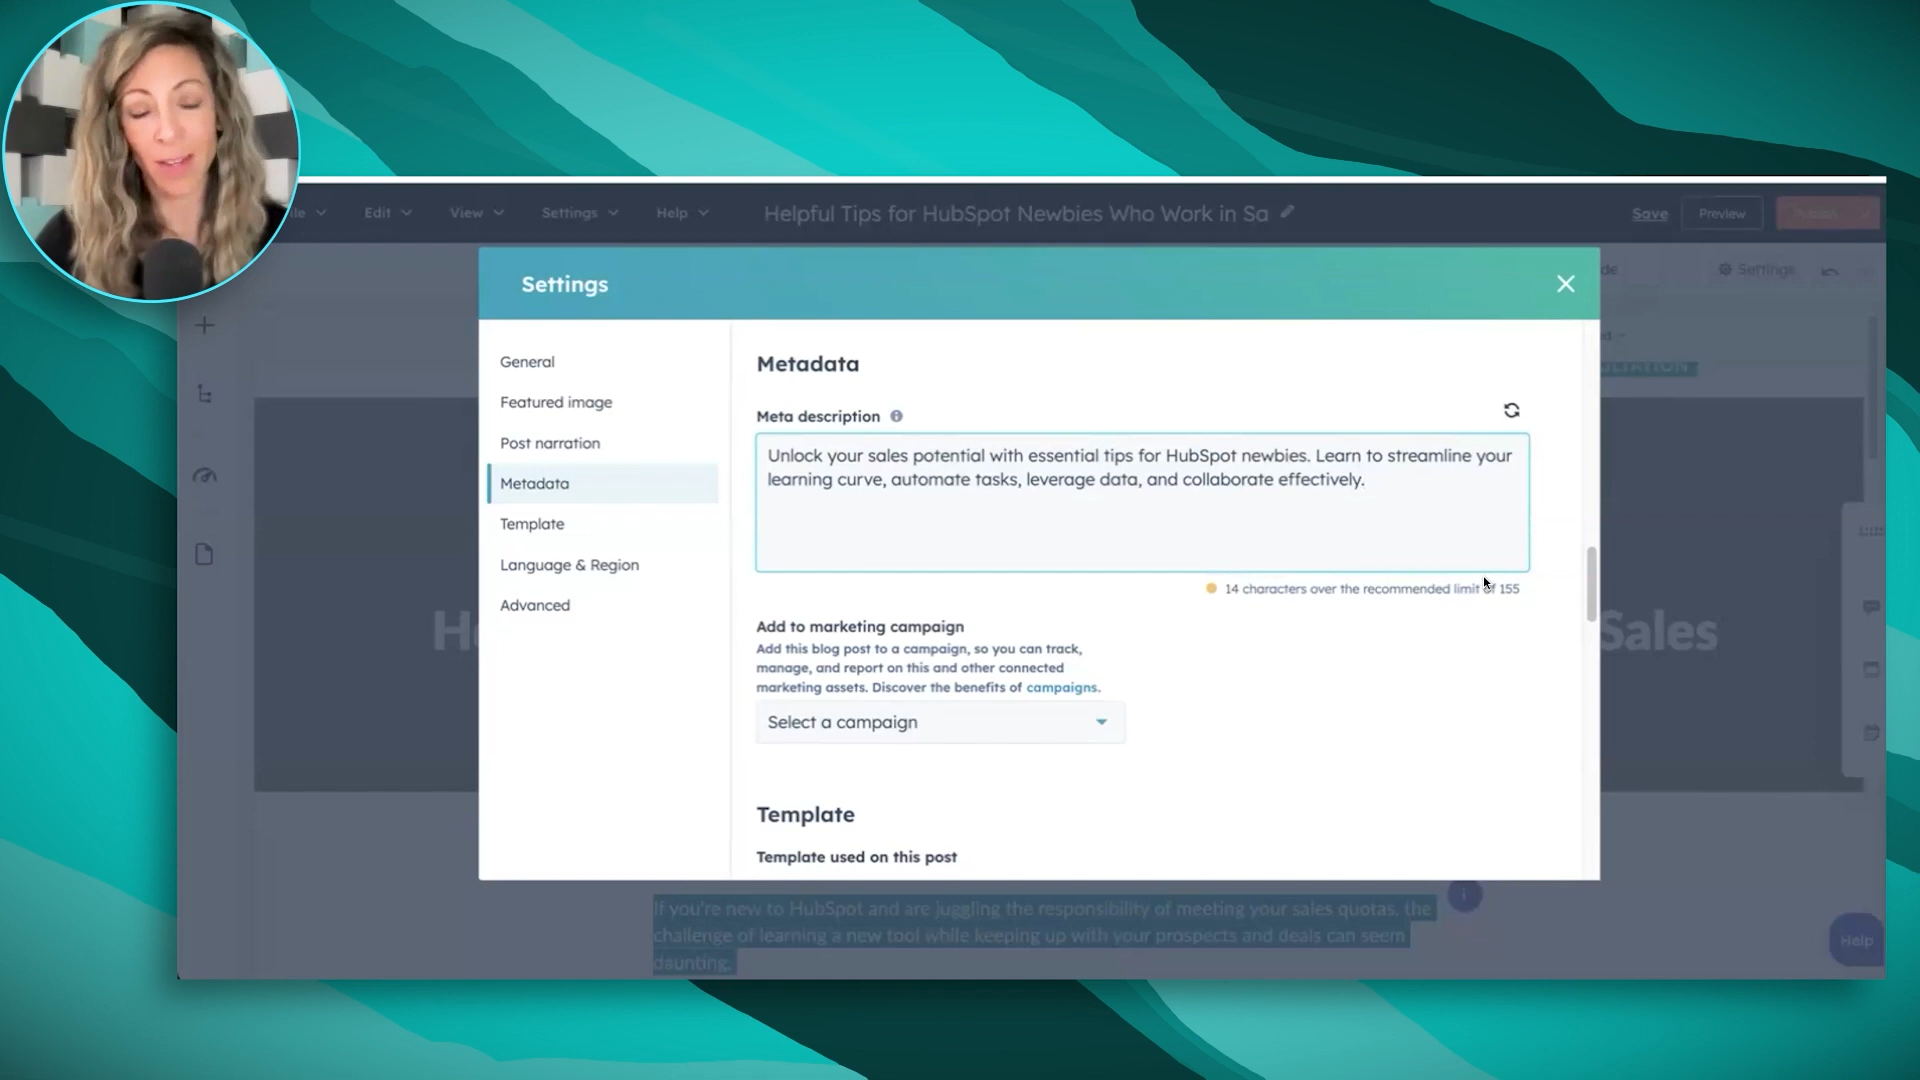 Edit
View
Settings
Help
Helpful Tips for HubSpot Newbies Who Work in Sa
Save
Preview
Publish
Settings
Settings
General
Featured image
Post narration
Metadata
Template
Language & Region
Advanced
Metadata
Meta description
Unlock your sales potential with essential tips for HubSpot newbies. Learn to streamline your
learning curve, automate tasks, leverage data, and collaborate effectively.
14 characters over the recommended limit of 155
Add to marketing campaign
Add this blog post to a campaign, so you can track,
manage, and report on this and other connected
marketing assets. Discover the benefits of campaigns.
Select a campaign
Template
Template used on this post
He
Sales
If you're new to HubSpot and are juggling the responsibility of meeting your sales quotas, the
challenge of learning a new tool while keeping up with your prospects and deals can seem
daunting.
Help